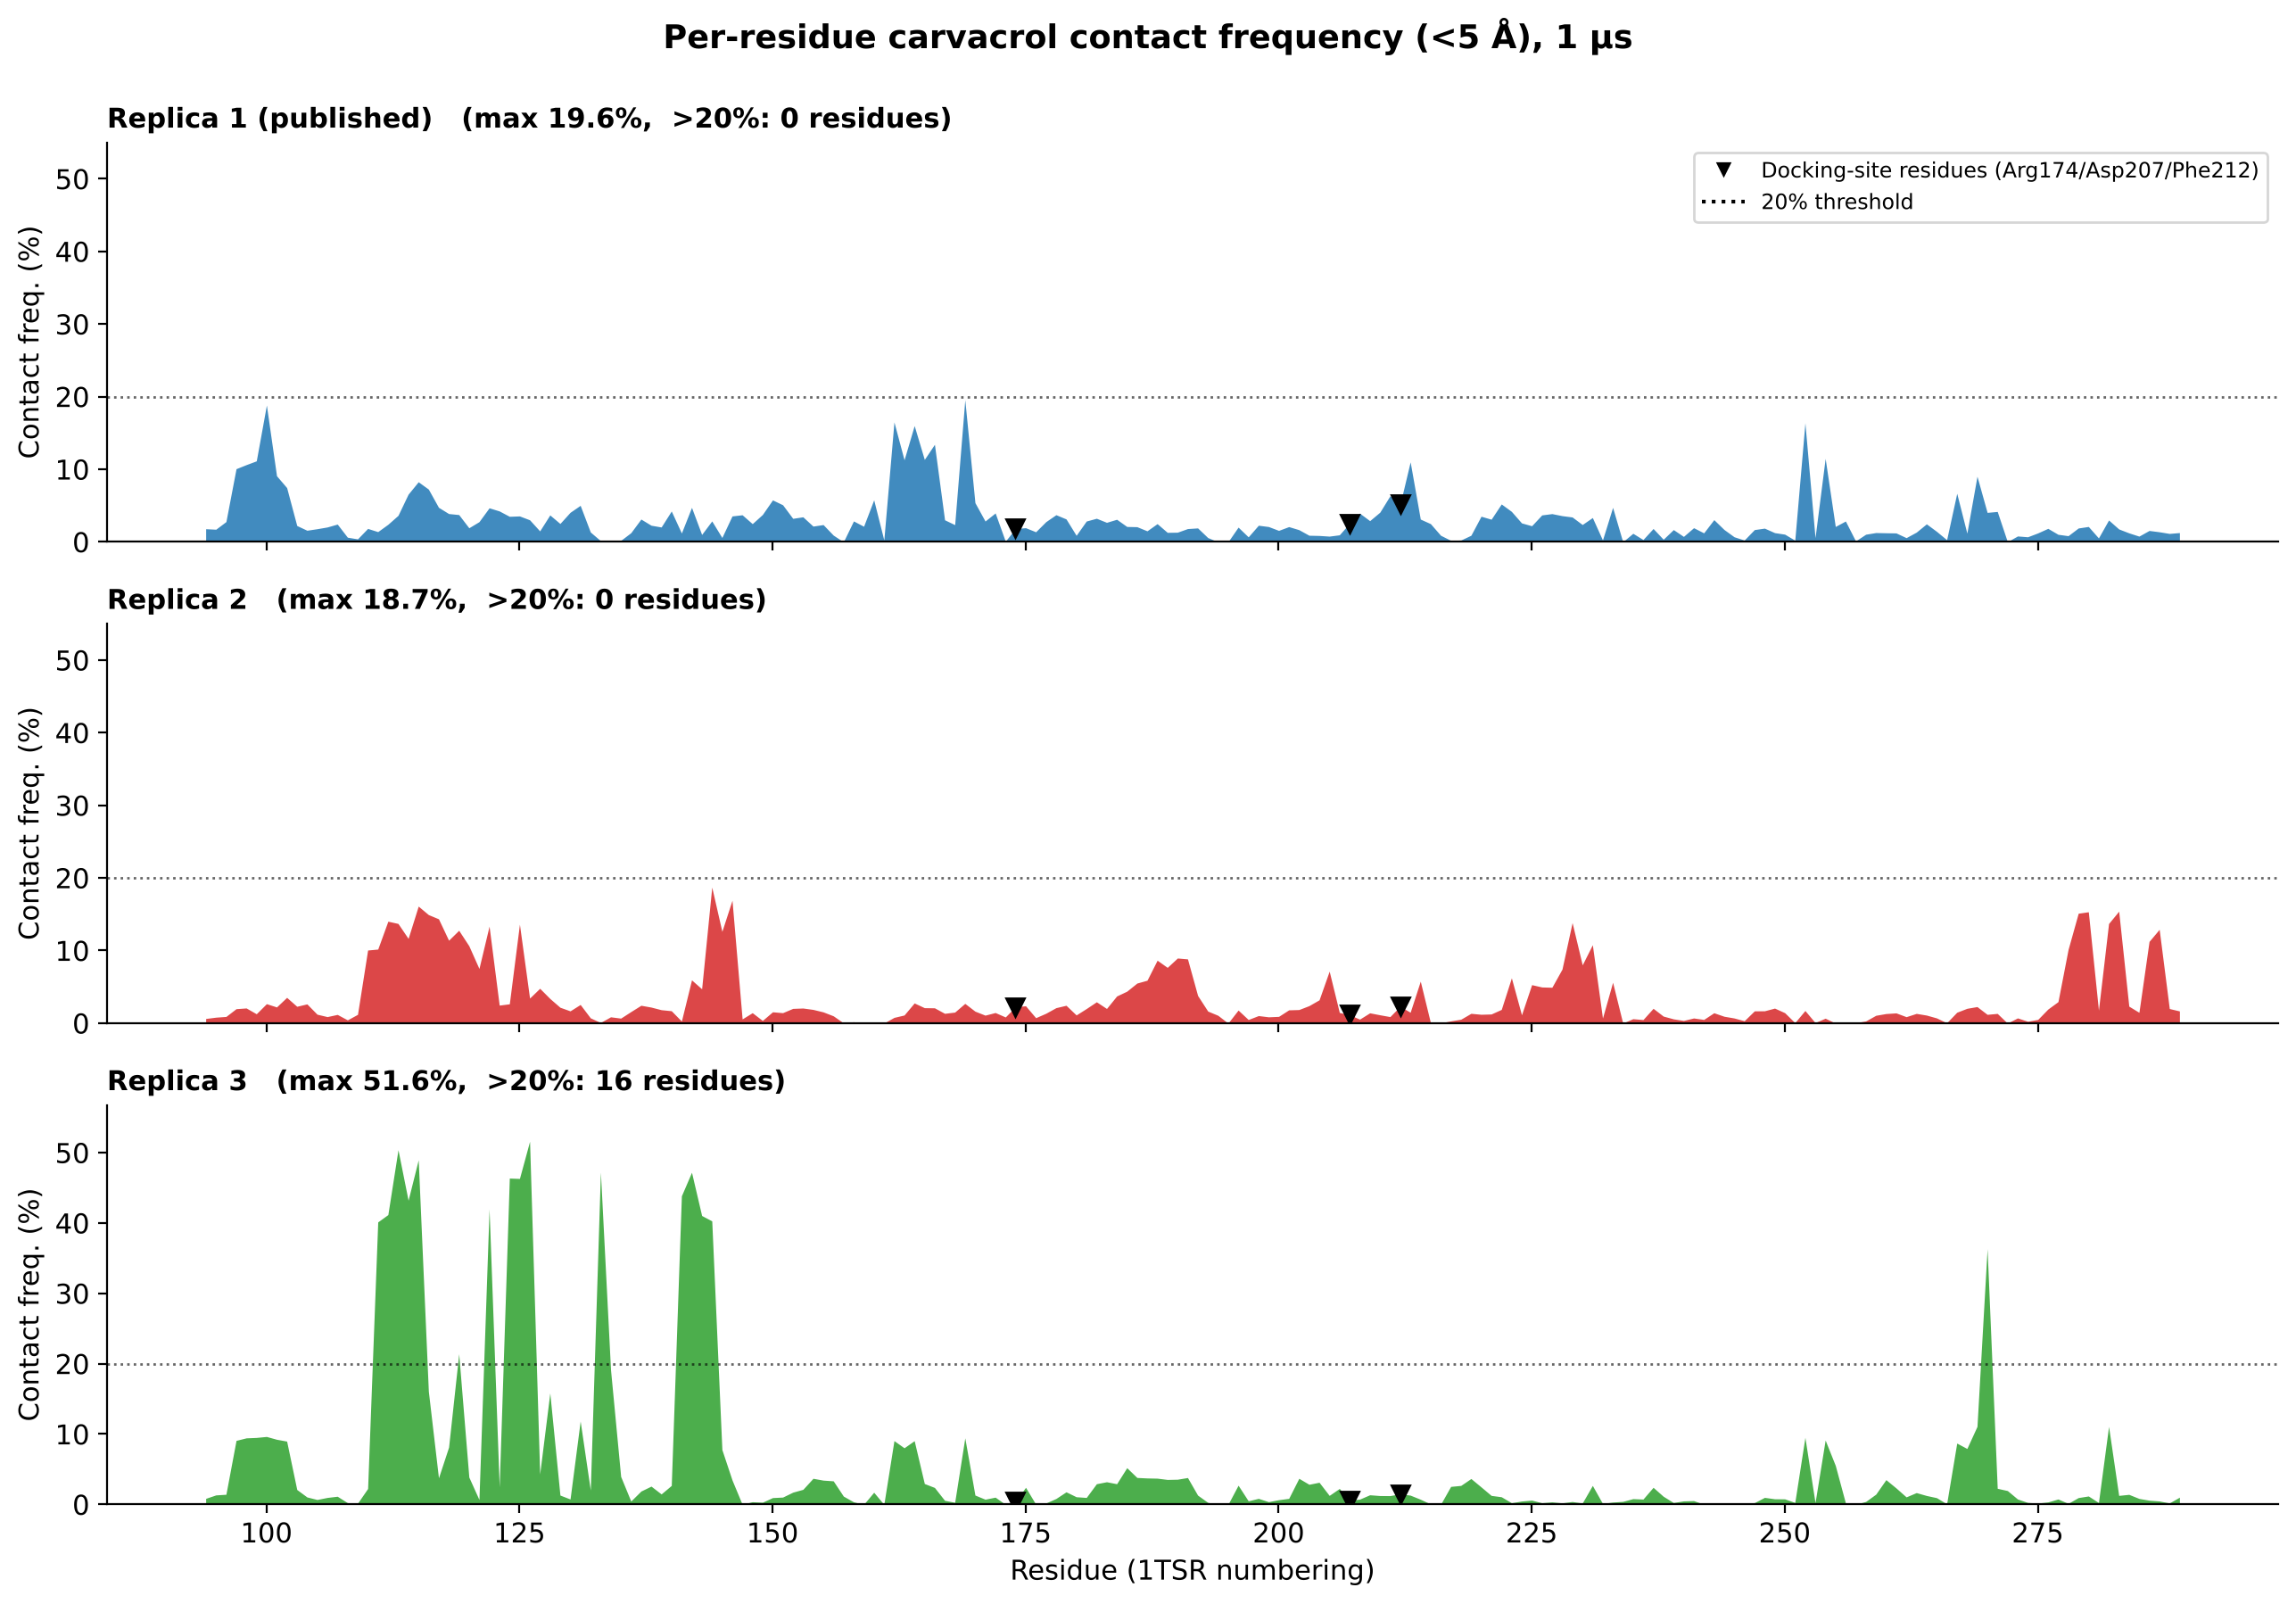 Per-residue carvacrol contact frequency (<5 Å), 1 µs
Replica 1 (published)   (max 19.6%,  >20%: 0 residues)
Docking-site residues (Arg174/Asp207/Phe212)
20% threshold
50
40
30
20
10
0
Contact freq. (%)
Replica 2   (max 18.7%,  >20%: 0 residues)
50
40
30
20
10
0
Contact freq. (%)
Replica 3   (max 51.6%,  >20%: 16 residues)
50
40
30
20
10
0
Contact freq. (%)
100 125 150 175 200 225 250 275
Residue (1TSR numbering)